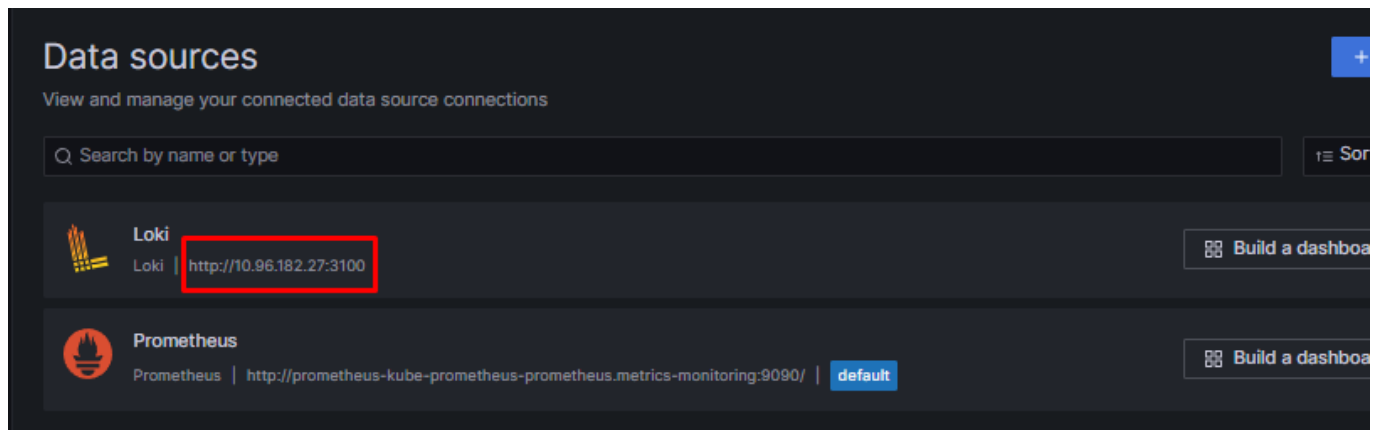 Data sources
+
View and manage your connected data source connections
Search by name or type
Sor
Loki
Loki | http://10.96.182.27:3100
Build a dashboa
Prometheus
Prometheus | http://prometheus-kube-prometheus-prometheus.metrics-monitoring:9090/ | default
Build a dashboa